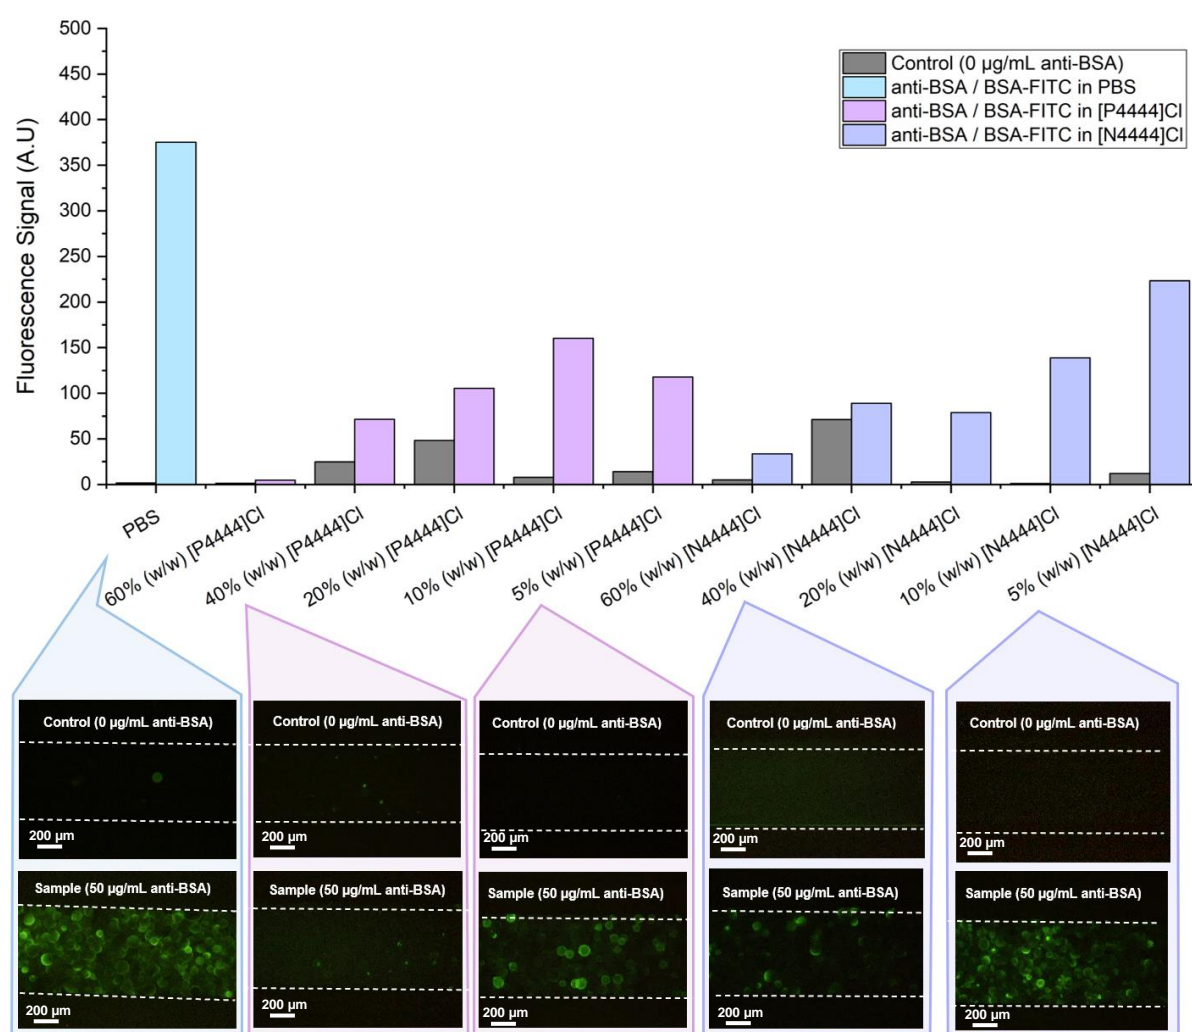 500
450
400
350
300
250
200
150
100
50
0
Fluorescence Signal (A.U)
Control (0 µg/mL anti-BSA)
anti-BSA / BSA-FITC in PBS
anti-BSA / BSA-FITC in [P4444]Cl
anti-BSA / BSA-FITC in [N4444]Cl
PBS
60% (w/w) [P4444]Cl
40% (w/w) [P4444]Cl
20% (w/w) [P4444]Cl
10% (w/w) [P4444]Cl
5% (w/w) [P4444]Cl
60% (w/w) [N4444]Cl
40% (w/w) [N4444]Cl
20% (w/w) [N4444]Cl
10% (w/w) [N4444]Cl
5% (w/w) [N4444]Cl
Control (0 µg/mL anti-BSA)
200 µm
Control (0 µg/mL anti-BSA)
200 µm
Control (0 µg/mL anti-BSA)
200 µm
Control (0 µg/mL anti-BSA)
200 µm
Control (0 µg/mL anti-BSA)
200 µm
Sample (50 µg/mL anti-BSA)
200 µm
Sample (50 µg/mL anti-BSA)
200 µm
Sample (50 µg/mL anti-BSA)
200 µm
Sample (50 µg/mL anti-BSA)
200 µm
Sample (50 µg/mL anti-BSA)
200 µm